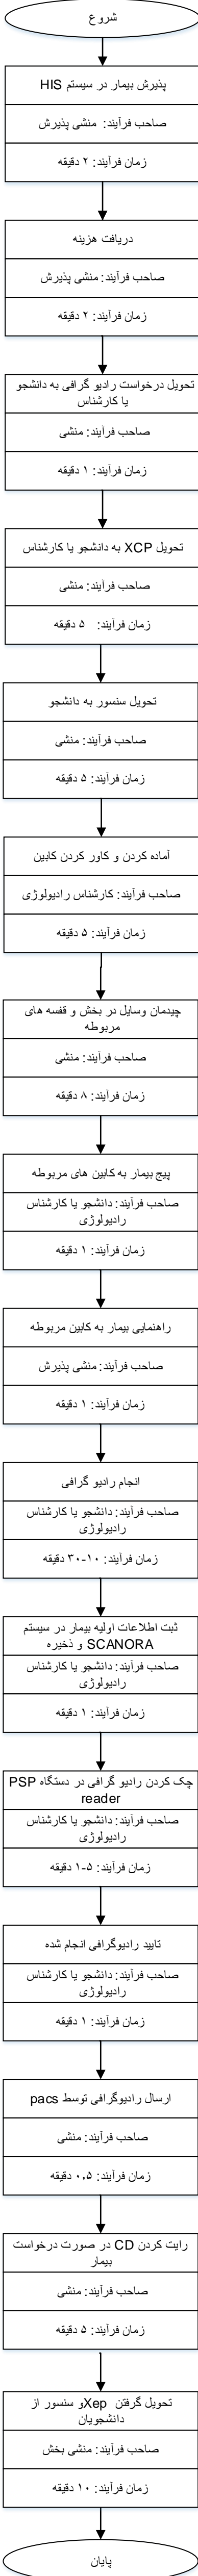 شروع
پذیرش بیمار در سیستم HIS
صاحب فرآیند: منشی پذیرش
زمان فرآیند: ۲ دقیقه
دریافت هزینه
صاحب فرآیند: منشی پذیرش
زمان فرآیند: ۲ دقیقه
تحویل درخواست رادیو گرافی به دانشجو
یا کارشناس
صاحب فرآیند: منشی
زمان فرآیند: ۱ دقیقه
تحویل XCP به دانشجو یا کارشناس
صاحب فرآیند: منشی
زمان فرآیند: ۵ دقیقه
تحویل سنسور به دانشجو
صاحب فرآیند: منشی
زمان فرآیند: ۵ دقیقه
آماده کردن و کاور کردن کابین
صاحب فرآیند: کارشناس رادیولوژی
زمان فرآیند: ۵ دقیقه
چیدمان وسایل در بخش و قفسه های
مربوطه
صاحب فرآیند: منشی
زمان فرآیند: ۸ دقیقه
پیج بیمار به کابین های مربوطه
صاحب فرآیند: دانشجو یا کارشناس
رادیولوژی
زمان فرآیند: ۱ دقیقه
راهنمایی بیمار به کابین مربوطه
صاحب فرآیند: منشی پذیرش
زمان فرآیند: ۱ دقیقه
انجام رادیو گرافی
صاحب فرآیند: دانشجو یا کارشناس
رادیولوژی
زمان فرآیند: ۱۰-۳۰ دقیقه
ثبت اطلاعات اولیه بیمار در سیستم
SCANORA و ذخیره
صاحب فرآیند: دانشجو یا کارشناس
رادیولوژی
زمان فرآیند: ۱ دقیقه
چک کردن رادیو گرافی در دستگاه PSP
reader
صاحب فرآیند: دانشجو یا کارشناس
رادیولوژی
زمان فرآیند: ۵-۱ دقیقه
تایید رادیوگرافی انجام شده
صاحب فرآیند: دانشجو یا کارشناس
رادیولوژی
زمان فرآیند: ۱ دقیقه
ارسال رادیوگرافی توسط pacs
صاحب فرآیند: منشی
زمان فرآیند: ۰٫۵ دقیقه
رایت کردن CD در صورت درخواست
بیمار
صاحب فرآیند: منشی
زمان فرآیند: ۵ دقیقه
تحویل گرفتن Xepو سنسور از
دانشجویان
صاحب فرآیند: منشی بخش
زمان فرآیند: ۱۰ دقیقه
پایان